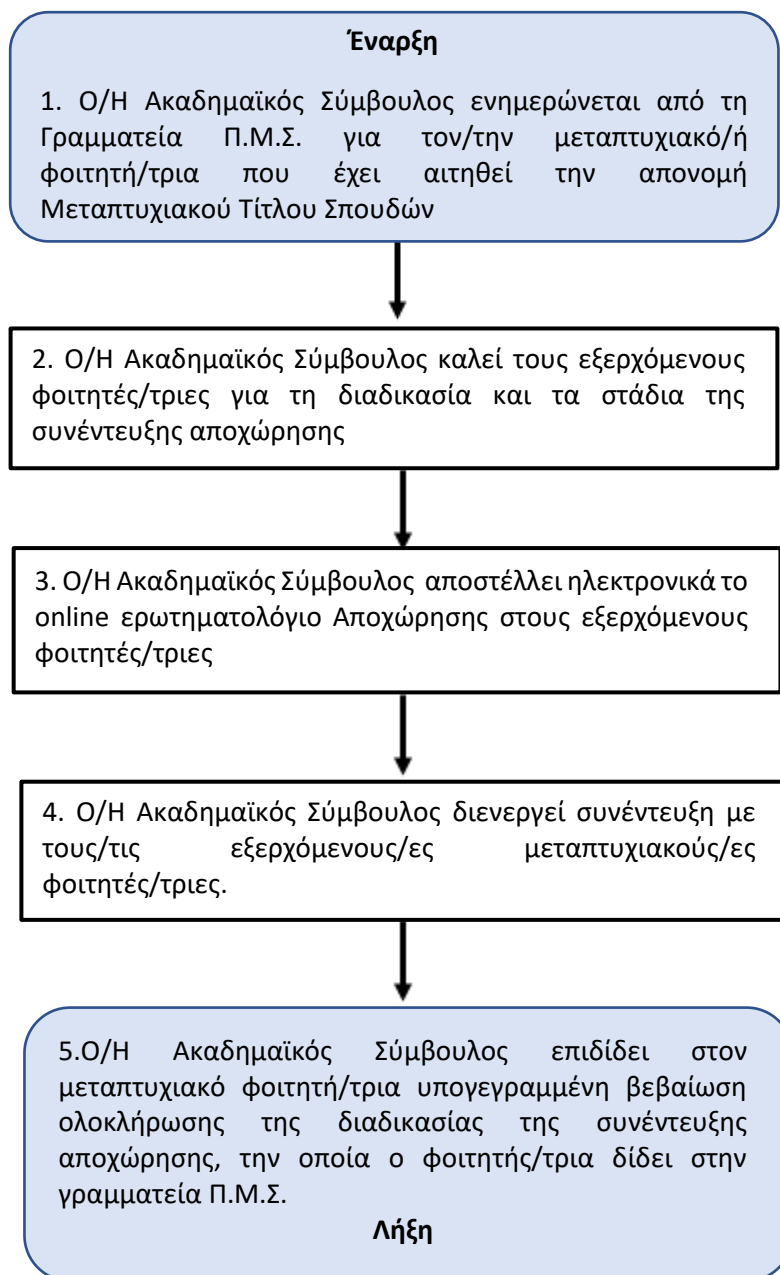 Έναρξη
1. Ο/Η Ακαδημαϊκός Σύμβουλος ενημερώνεται από τη
Γραμματεία Π.Μ.Σ. για τον/την μεταπτυχιακό/ή
φοιτητή/τρια που έχει αιτηθεί την απονομή
Μεταπτυχιακού Τίτλου Σπουδών
2. Ο/Η Ακαδημαϊκός Σύμβουλος καλεί τους εξερχόμενους
φοιτητές/τριες για τη διαδικασία και τα στάδια της
συνέντευξης αποχώρησης
3. Ο/Η Ακαδημαϊκός Σύμβουλος αποστέλλει ηλεκτρονικά το
online ερωτηματολόγιο Αποχώρησης στους εξερχόμενους
φοιτητές/τριες
4. Ο/Η Ακαδημαϊκός Σύμβουλος διενεργεί συνέντευξη με
τους/τις εξερχόμενους/ες μεταπτυχιακούς/ες
φοιτητές/τριες.
5.Ο/Η Ακαδημαϊκός Σύμβουλος επιδίδει στον
μεταπτυχιακό φοιτητή/τρια υπογεγραμμένη βεβαίωση
ολοκλήρωσης της διαδικασίας της συνέντευξης
αποχώρησης, την οποία ο φοιτητής/τρια δίδει στην
γραμματεία Π.Μ.Σ.
Λήξη